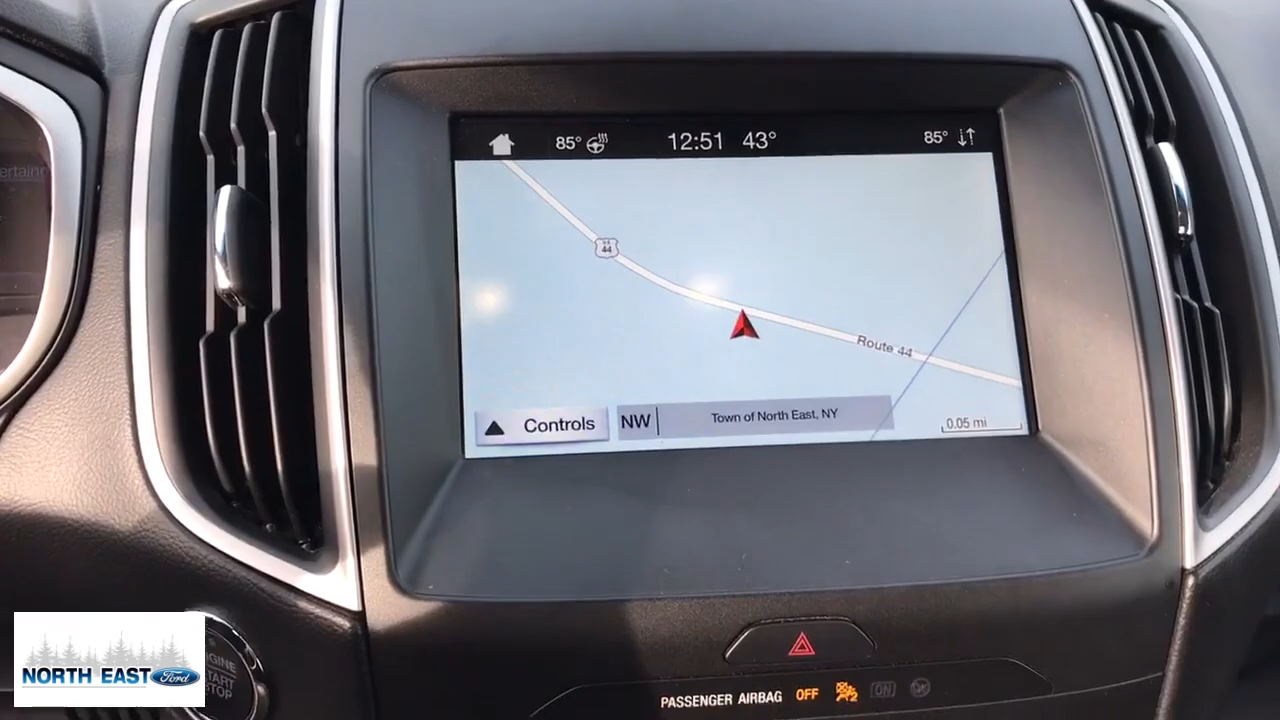 85° 12:51 43° 85°
44
Route 44
Controls NW Town of North East, NY 0.05 mi
ENGINE
START
STOP
PASSENGER AIRBAG OFF 2 ON
NORTH EAST Ford